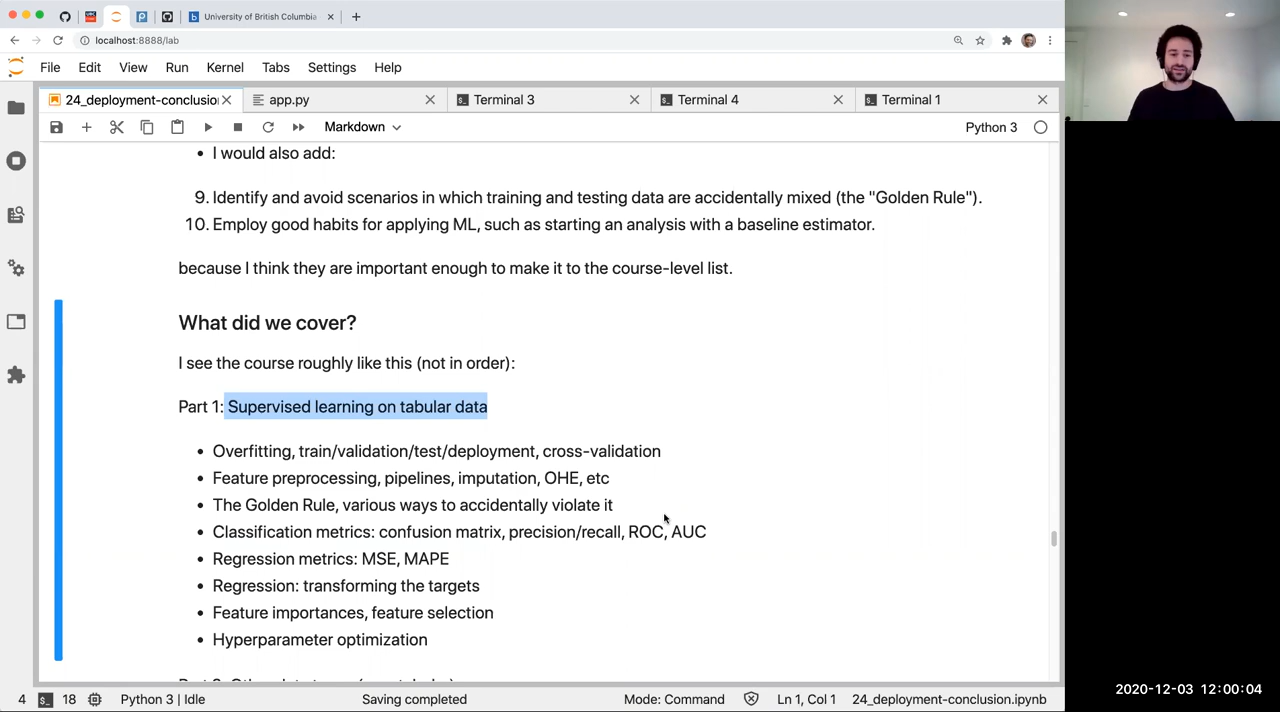 University of British Columbia
localhost:8888/lab
File Edit View Run Kernel Tabs Settings Help
24_deployment-conclusion
app.py
Terminal 3
Terminal 4
Terminal 1
Markdown
Python 3
• I would also add:
9. Identify and avoid scenarios in which training and testing data are accidentally mixed (the "Golden Rule").
10. Employ good habits for applying ML, such as starting an analysis with a baseline estimator.
because I think they are important enough to make it to the course-level list.
What did we cover?
I see the course roughly like this (not in order):
Part 1: Supervised learning on tabular data
• Overfitting, train/validation/test/deployment, cross-validation
• Feature preprocessing, pipelines, imputation, OHE, etc
• The Golden Rule, various ways to accidentally violate it
• Classification metrics: confusion matrix, precision/recall, ROC, AUC
• Regression metrics: MSE, MAPE
• Regression: transforming the targets
• Feature importances, feature selection
• Hyperparameter optimization
4 18 Python 3 | Idle Saving completed Mode: Command Ln 1, Col 1 24_deployment-conclusion.ipynb
2020-12-03 12:00:04